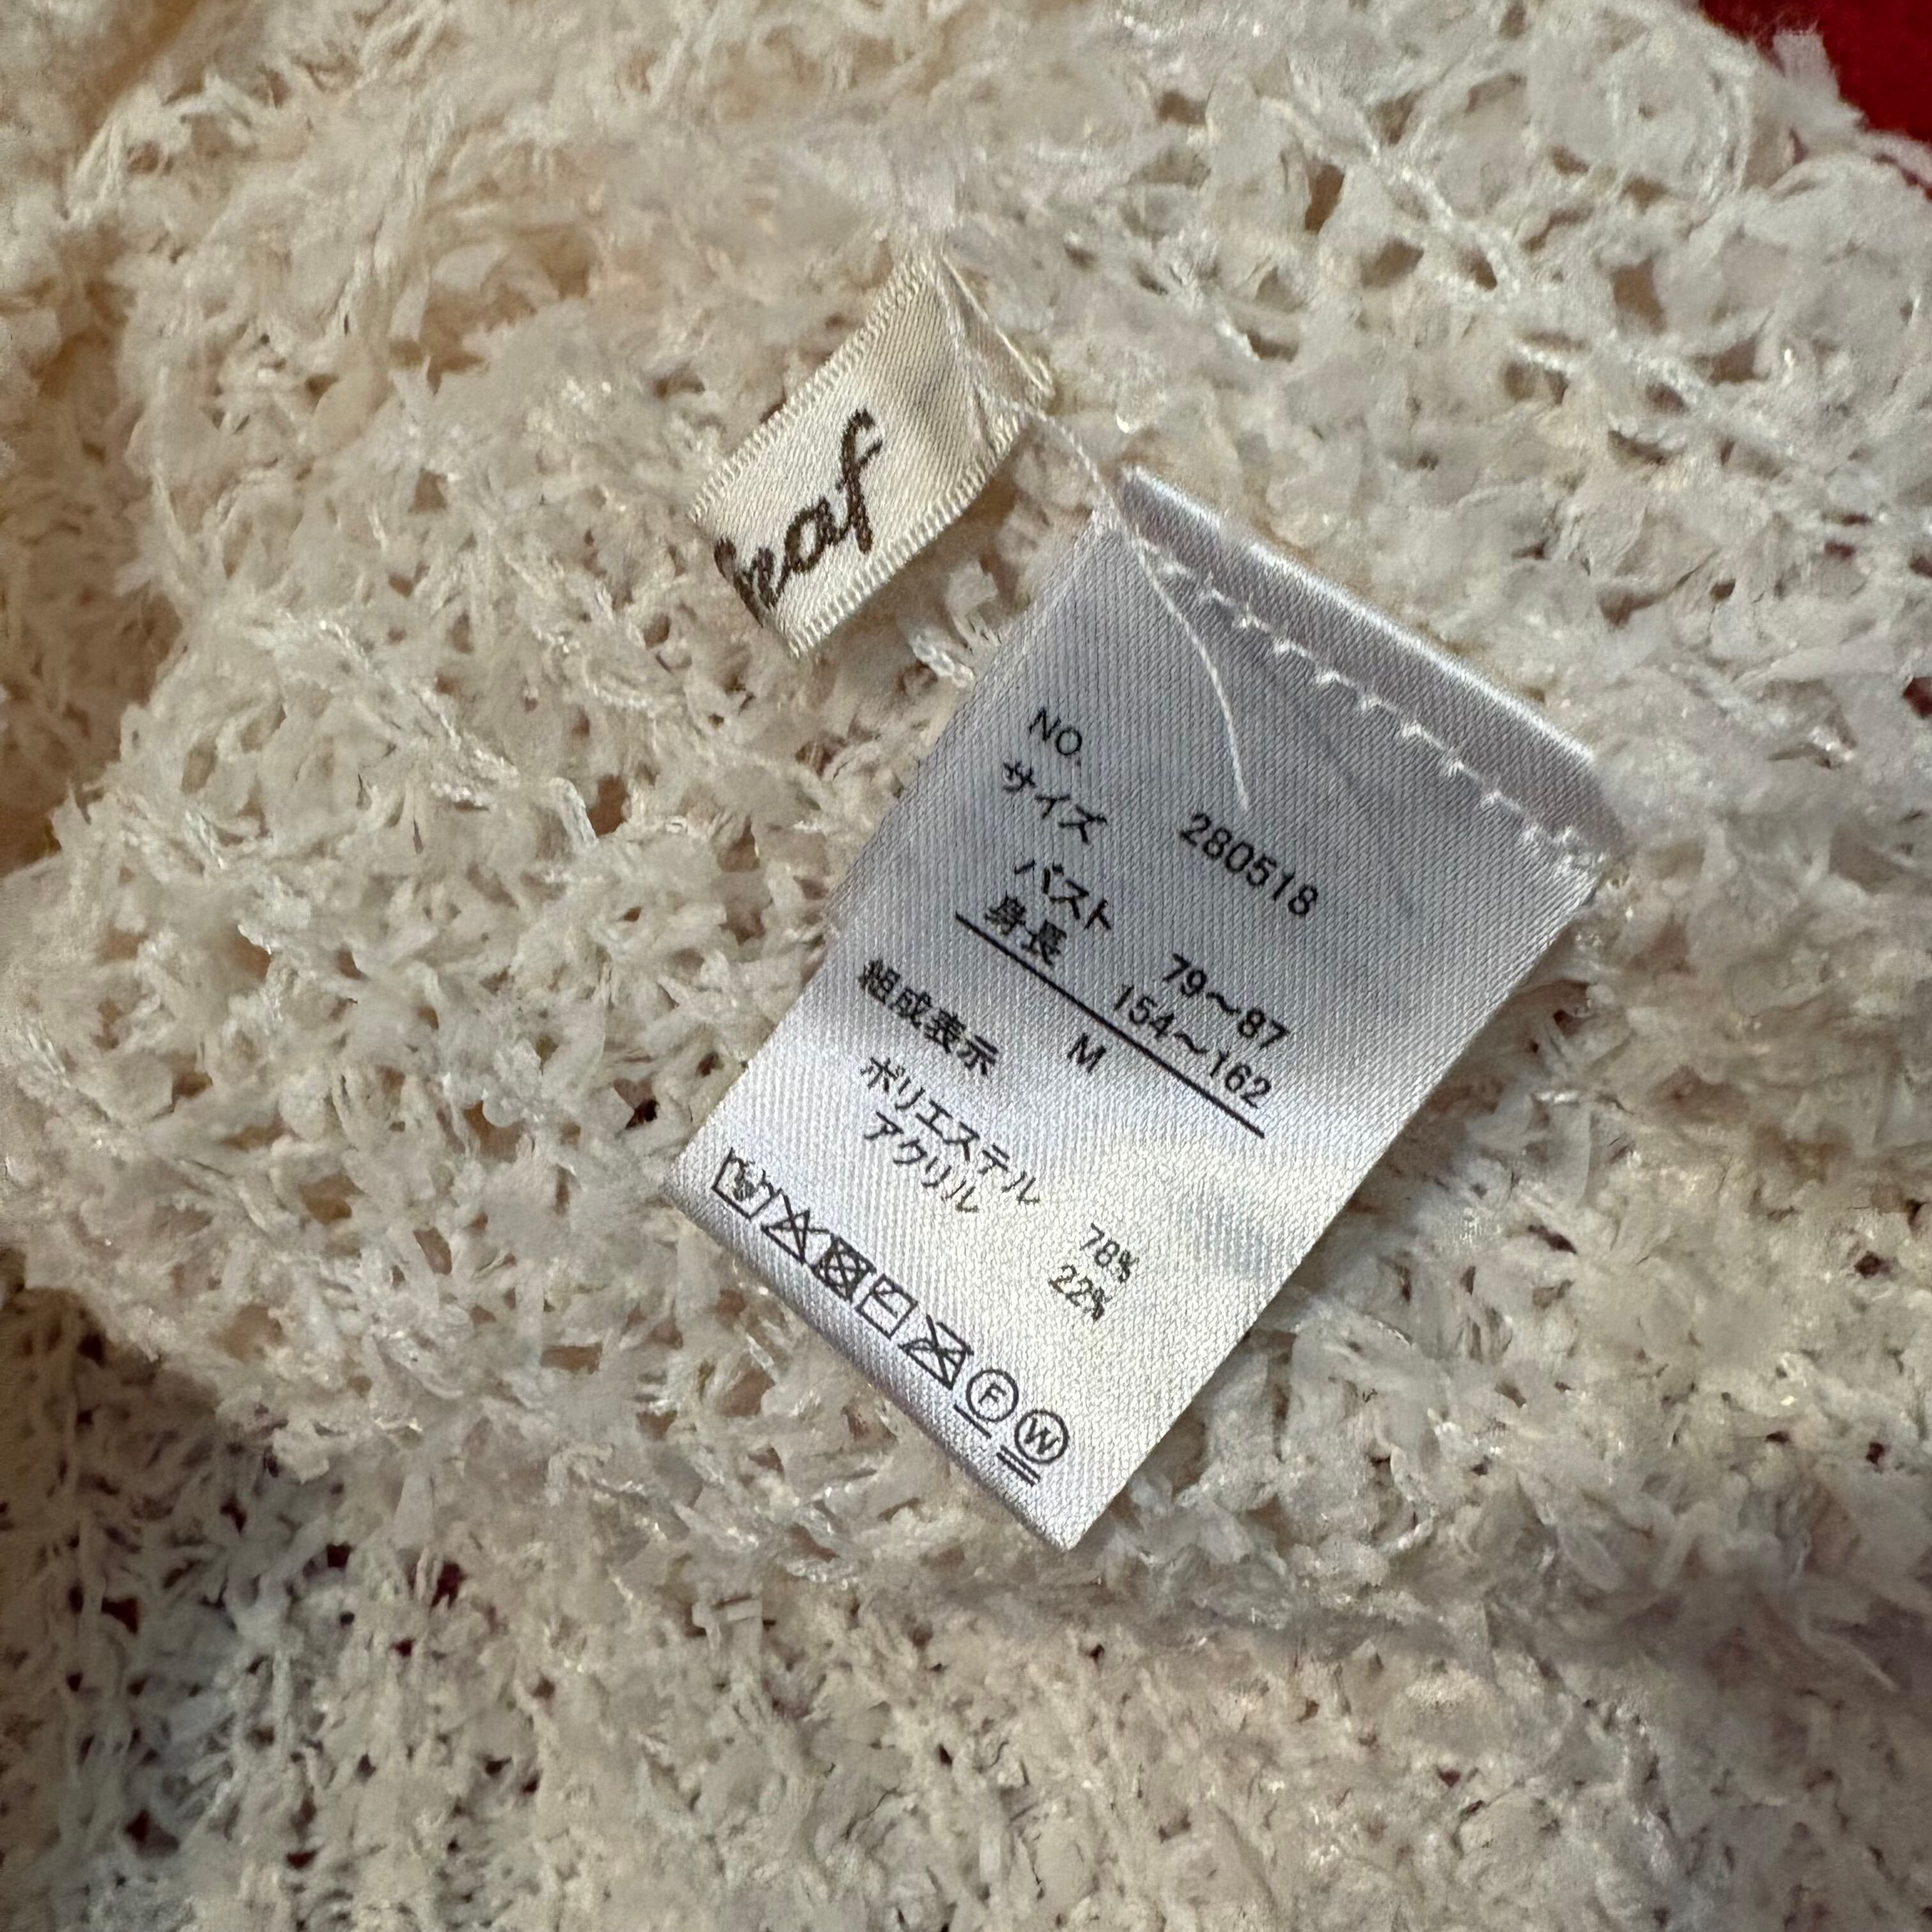 NO. 280518
サイズ
バスト 79～87
身長 154～162
M
組成表示
ポリエステル 78%
アクリル 22%
F W